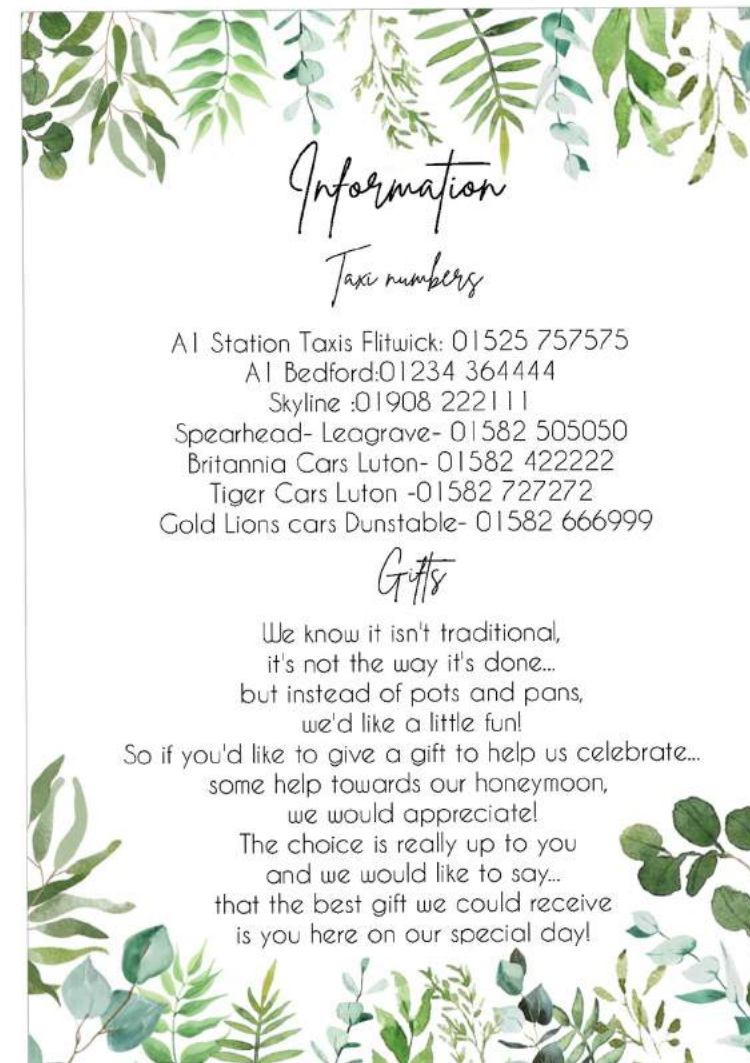 Information
Taxi numbers
A1 Station Taxis Flitwick: 01525 757575
A1 Bedford:01234 364444
Skyline :01908 222111
Spearhead- Leagrave- 01582 505050
Britannia Cars Luton- 01582 422222
Tiger Cars Luton -01582 727272
Gold Lions cars Dunstable- 01582 666999
Gifts
We know it isn't traditional,
it's not the way it's done...
but instead of pots and pans,
we'd like a little fun!
So if you'd like to give a gift to help us celebrate...
some help towards our honeymoon,
we would appreciate!
The choice is really up to you
and we would like to say...
that the best gift we could receive
is you here on our special day!